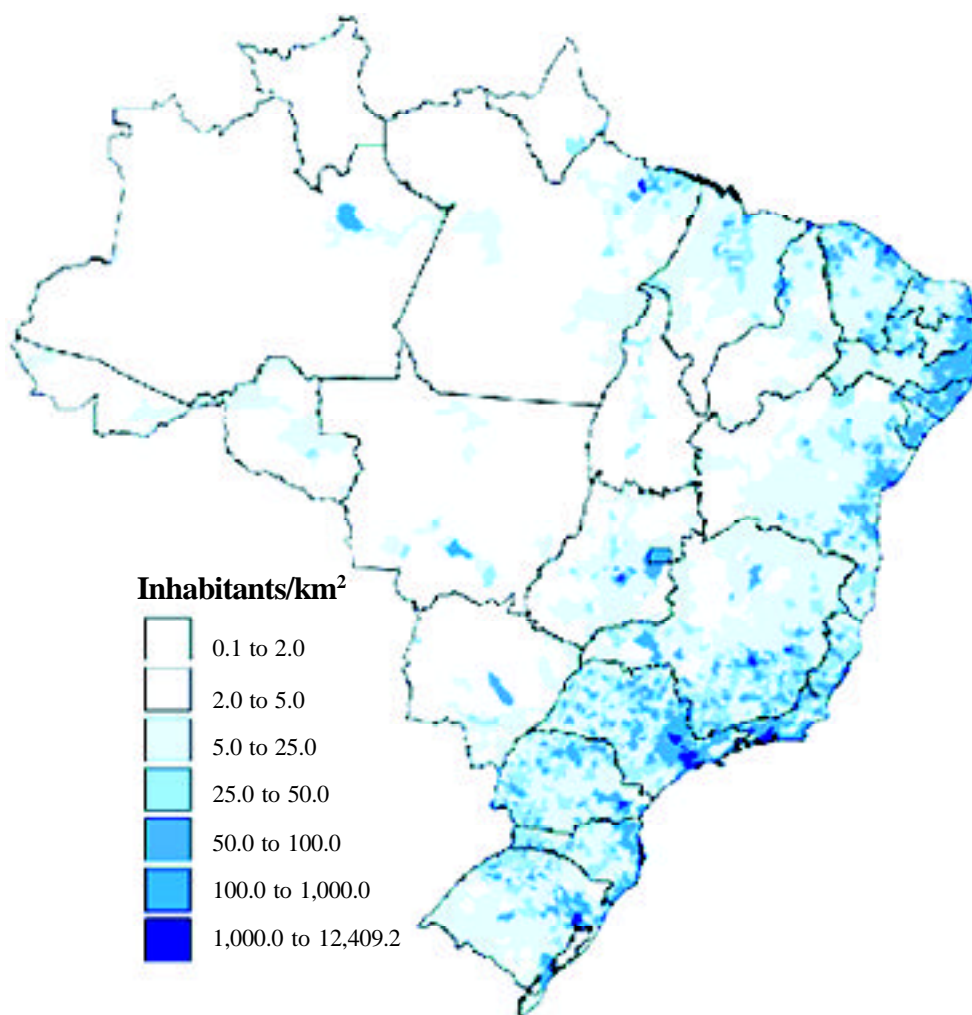 Inhabitants/km²
0.1 to 2.0
2.0 to 5.0
5.0 to 25.0
25.0 to 50.0
50.0 to 100.0
100.0 to 1,000.0
1,000.0 to 12,409.2